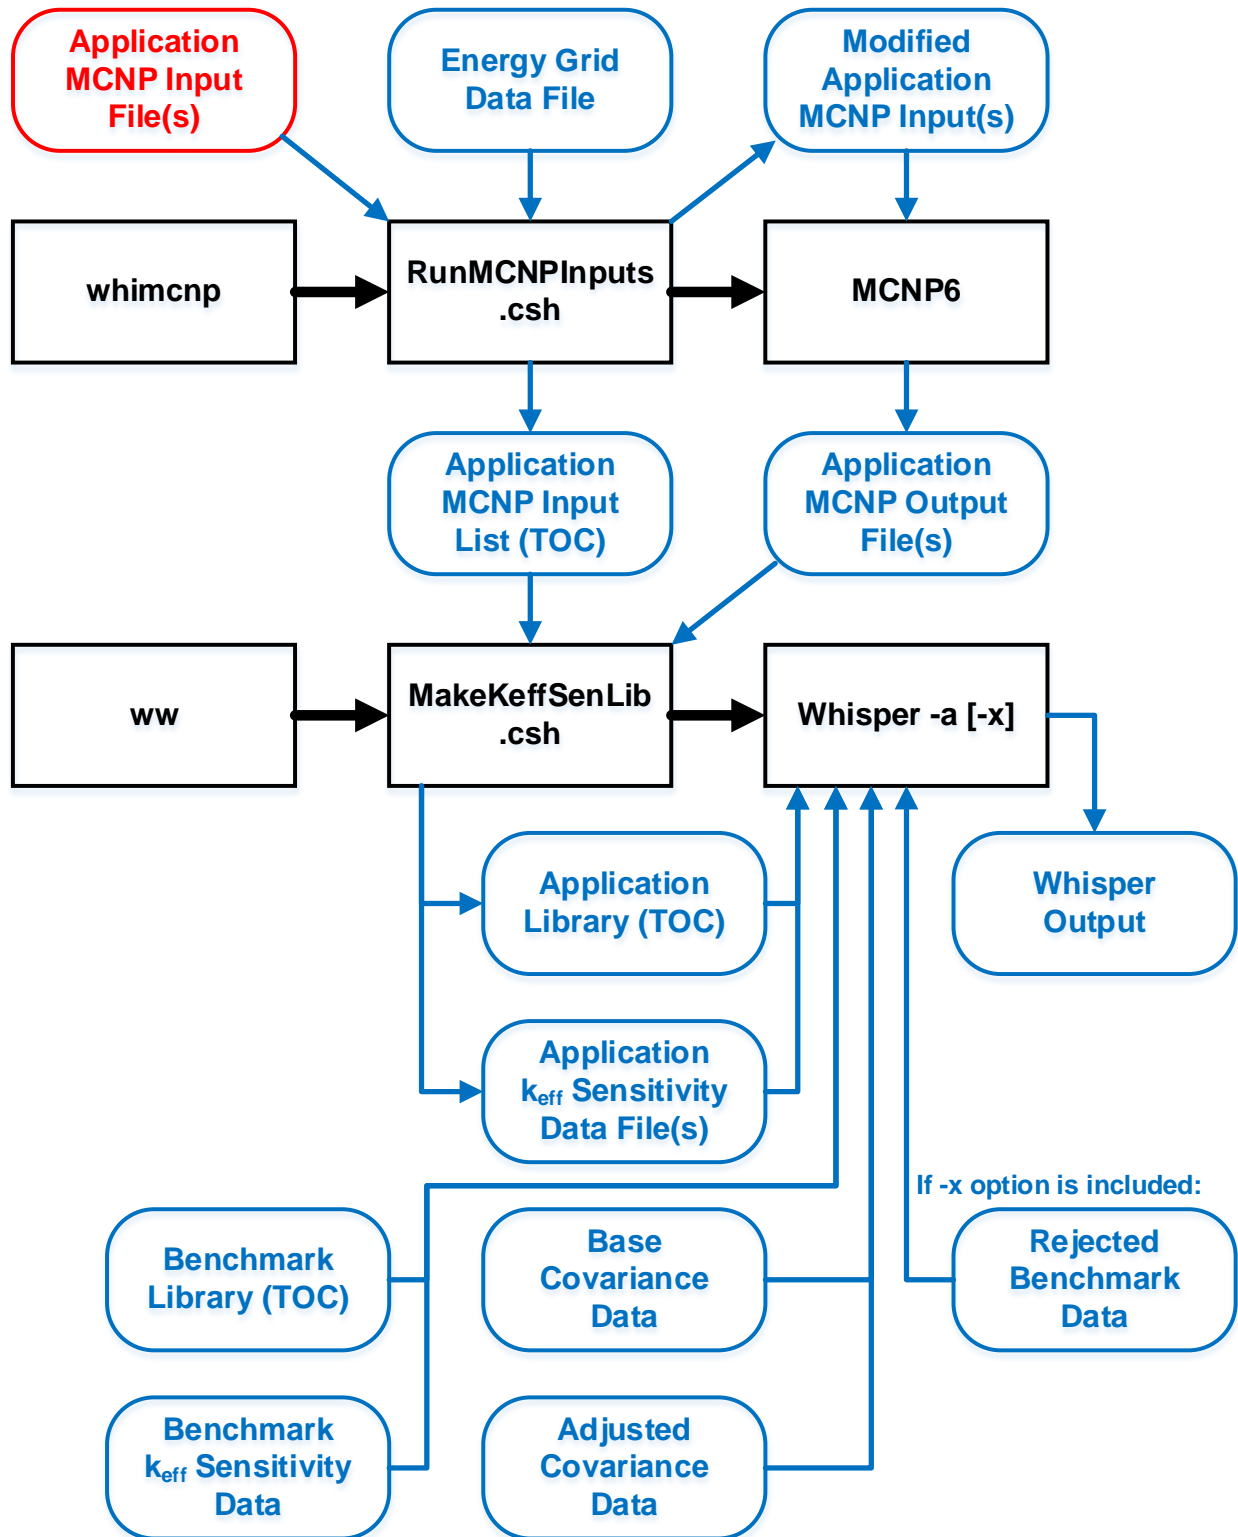 Application
MCNP Input
File(s)
Energy Grid
Data File
Modified
Application
MCNP Input(s)
whimcnp
RunMCNPInputs
.csh
MCNP6
Application
MCNP Input
List (TOC)
Application
MCNP Output
File(s)
ww
MakeKeffSenLib
.csh
Whisper -a [-x]
Application
Library (TOC)
Whisper
Output
Application
keff Sensitivity
Data File(s)
If -x option is included:
Benchmark
Library (TOC)
Base
Covariance
Data
Rejected
Benchmark
Data
Benchmark
keff Sensitivity
Data
Adjusted
Covariance
Data